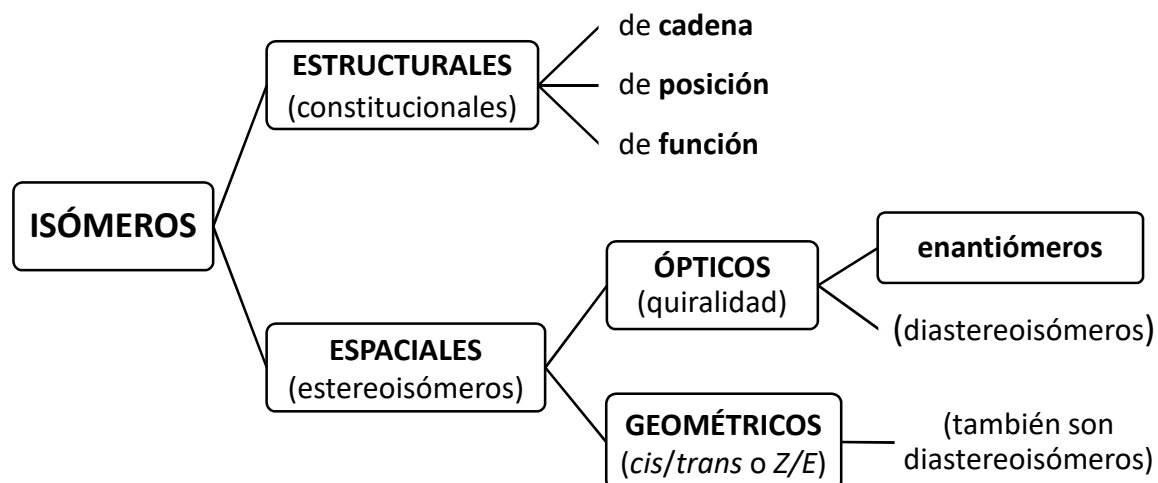 de cadena
ESTRUCTURALES
(constitucionales)
de posición
de función
ISÓMEROS
ÓPTICOS
(quiralidad)
enantiómeros
(diastereoisómeros)
ESPACIALES
(estereoisómeros)
GEOMÉTRICOS
(cis/trans o Z/E)
(también son
diastereoisómeros)